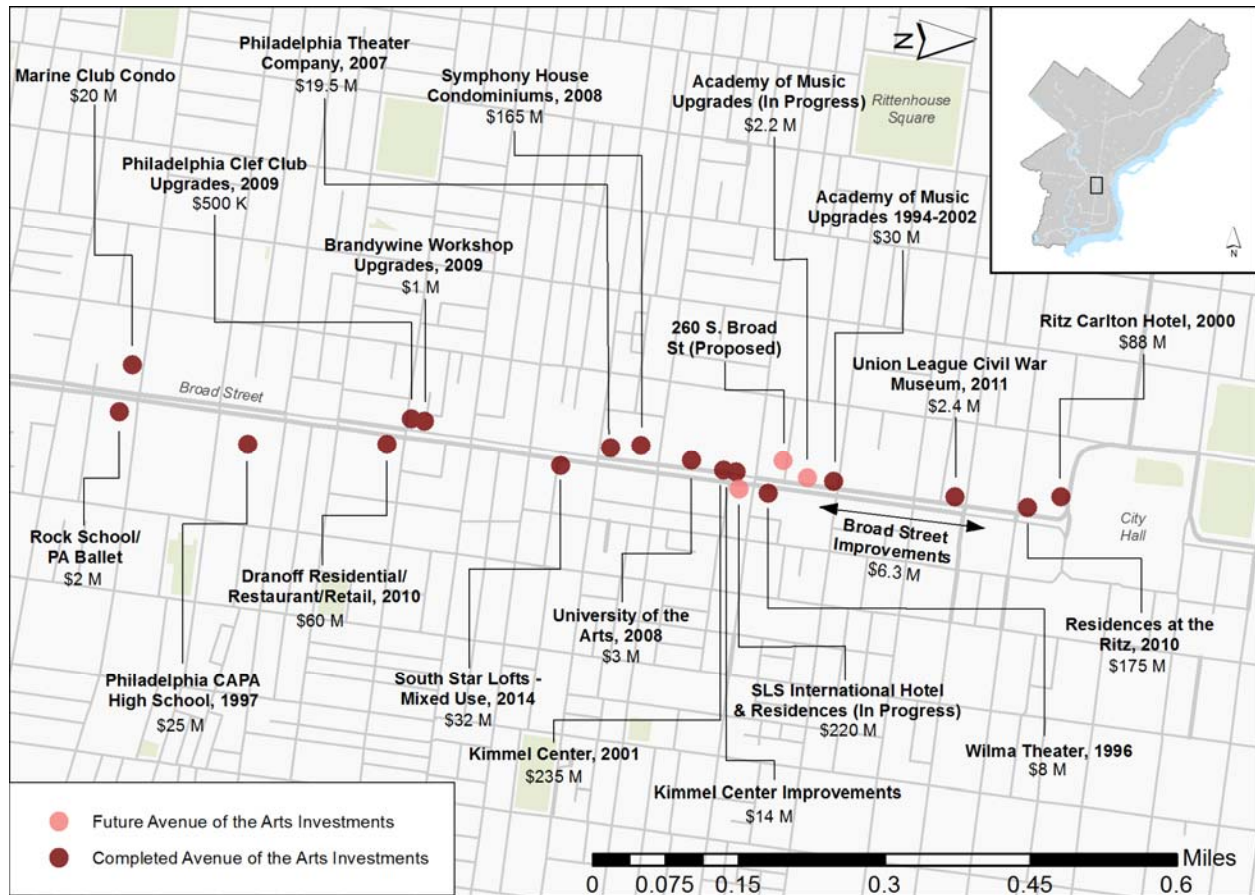 Marine Club Condo
$20 M
Philadelphia Theater
Company, 2007
$19.5 M
Symphony House
Condominiums, 2008
$165 M
Academy of Music
Upgrades (In Progress)
$2.2 M
N
Rittenhouse
Square
Philadelphia Clef Club
Upgrades, 2009
$500 K
Brandywine Workshop
Upgrades, 2009
$1 M
Academy of Music
Upgrades 1994-2002
$30 M
N
260 S. Broad
St (Proposed)
Union League Civil War
Museum, 2011
$2.4 M
Ritz Carlton Hotel, 2000
$88 M
Broad Street
Broad Street
Improvements
$6.3 M
City
Hall
Rock School/
PA Ballet
$2 M
Dranoff Residential/
Restaurant/Retail, 2010
$60 M
University of the
Arts, 2008
$3 M
Residences at the
Ritz, 2010
$175 M
Philadelphia CAPA
High School, 1997
$25 M
South Star Lofts -
Mixed Use, 2014
$32 M
SLS International Hotel
& Residences (In Progress)
$220 M
Kimmel Center, 2001
$235 M
Wilma Theater, 1996
$8 M
Kimmel Center Improvements
$14 M
Future Avenue of the Arts Investments
Completed Avenue of the Arts Investments
Miles
0 0.075 0.15 0.3 0.45 0.6